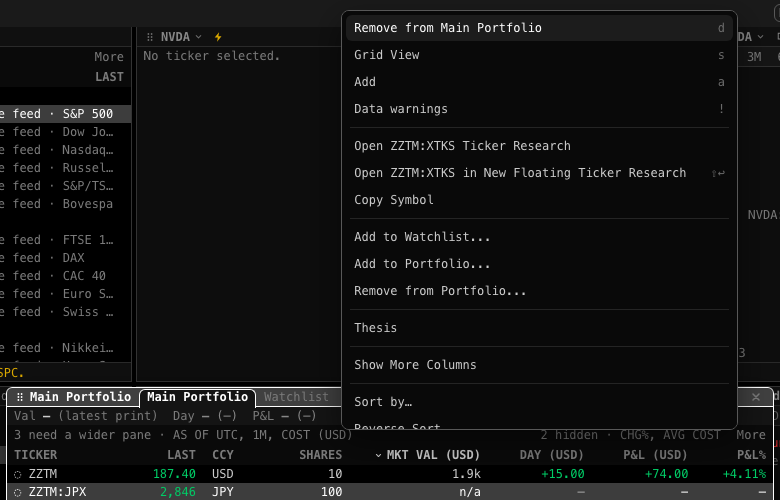 NVDA
No ticker selected.
More
LAST
e feed · S&P 500
e feed · Dow Jo…
e feed · Nasdaq…
e feed · Russel…
e feed · S&P/TS…
e feed · Bovespa
e feed · FTSE 1…
e feed · DAX
e feed · CAC 40
e feed · Euro S…
e feed · Swiss …
e feed · Nikkei…
SPC.
Remove from Main Portfolio d
Grid View s
Add a
Data warnings !
Open ZZTM:XTKS Ticker Research
Open ZZTM:XTKS in New Floating Ticker Research ⇧↵
Copy Symbol
Add to Watchlist...
Add to Portfolio...
Remove from Portfolio...
Thesis
Show More Columns
Sort by…
Reverse Sort
DA
3M
NVDA
3
Main Portfolio Main Portfolio Watchlist ×
Val — (latest print) Day — (—) P&L — (—)
3 need a wider pane · AS OF UTC, 1M, COST (USD) 2 hidden · CHG%, AVG COST More
TICKER LAST CCY SHARES MKT VAL (USD) DAY (USD) P&L (USD) P&L%
ZZTM 187.40 USD 10 1.9k +15.00 +74.00 +4.11%
ZZTM:JPX 2,846 JPY 100 n/a — — —